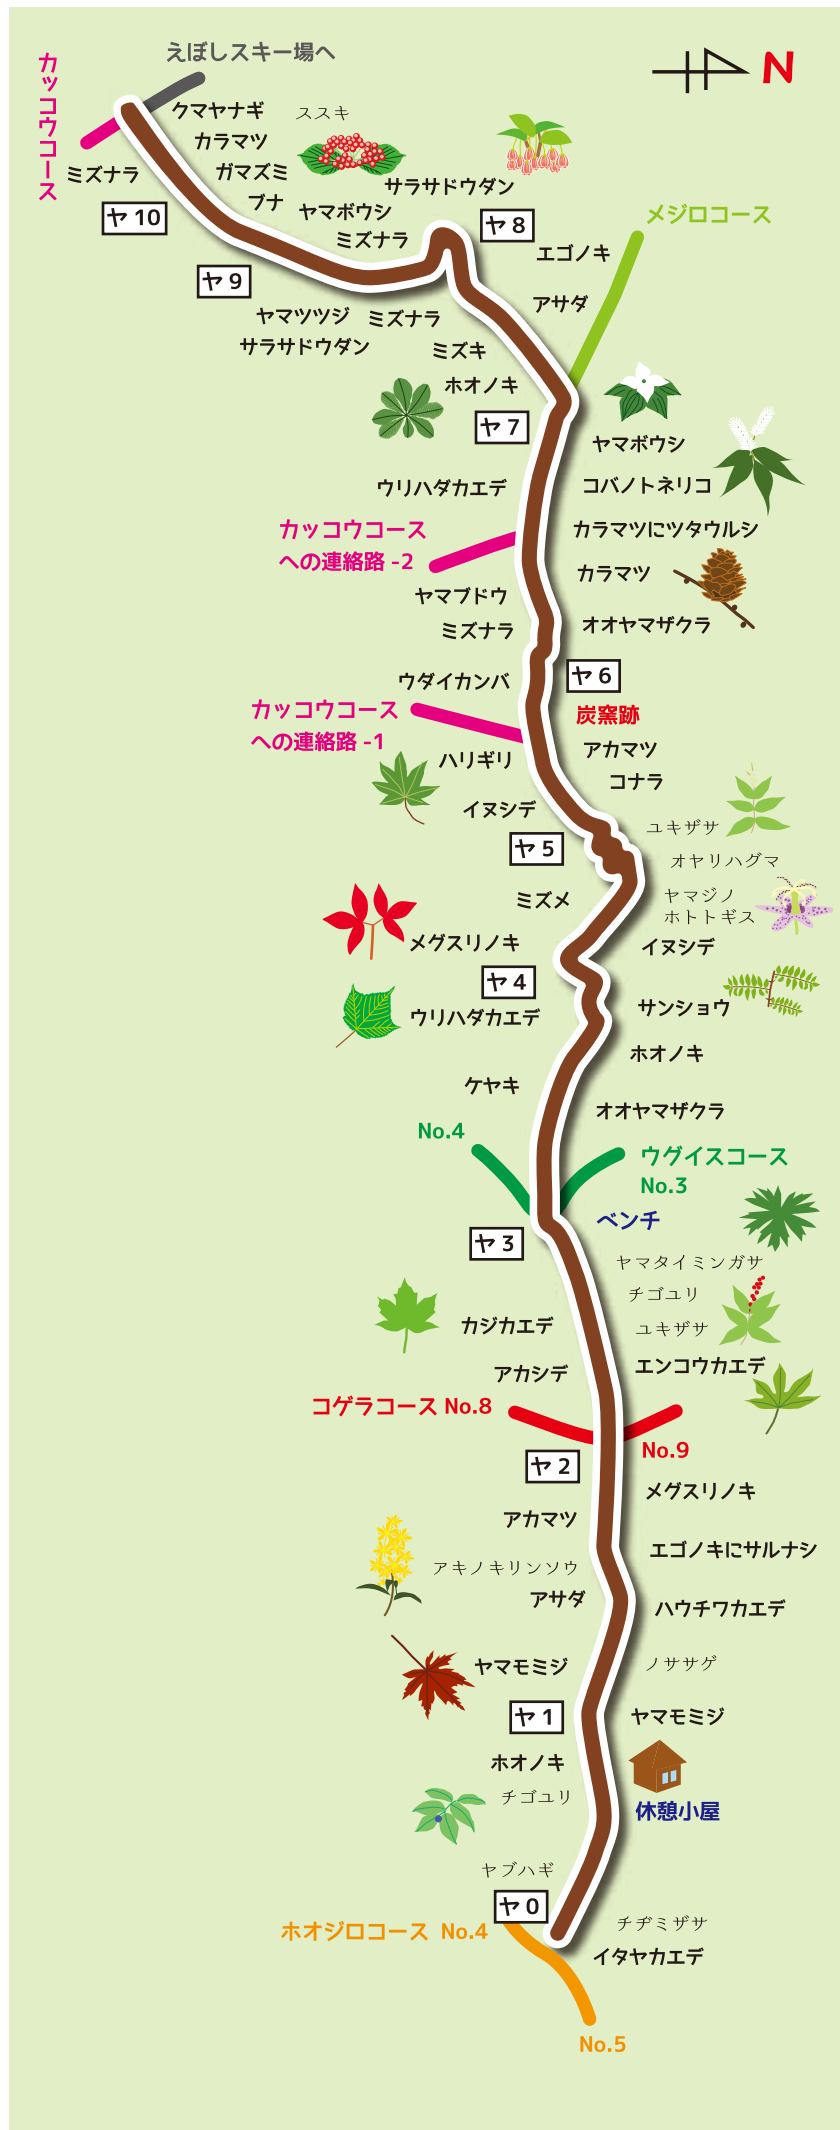 えぼしスキー場へ
N
カッコウコース
クマヤナギ
ススキ
カラマツ
ミズナラ
ガマズミ
サラサドウダン
ブナ
ヤマボウシ
ヤ 10
ヤ 8
メジロコース
ミズナラ
エゴノキ
ヤ 9
アサダ
ヤマツツジ
ミズナラ
サラサドウダン
ミズキ
ホオノキ
ヤ 7
ヤマボウシ
ウリハダカエデ
コバノトネリコ
カッコウコース
への連絡路 -2
カラマツにツタウルシ
カラマツ
ヤマブドウ
ミズナラ
オオヤマザクラ
ウダイカンバ
ヤ 6
カッコウコース
への連絡路 -1
炭窯跡
アカマツ
ハリギリ
コナラ
イヌシデ
ユキザサ
ヤ 5
オヤリハグマ
ミズメ
ヤマジノ
ホトトギス
メグスリノキ
イヌシデ
ヤ 4
ウリハダカエデ
サンショウ
ホオノキ
ケヤキ
オオヤマザクラ
No.4
ウグイスコース
No.3
ベンチ
ヤ 3
ヤマタイミンガサ
チゴユリ
カジカエデ
ユキザサ
アカシデ
エンコウカエデ
コゲラコース No.8
No.9
ヤ 2
メグスリノキ
アカマツ
エゴノキにサルナシ
アキノキリンソウ
アサダ
ハウチワカエデ
ヤマモミジ
ノササゲ
ヤ 1
ヤマモミジ
ホオノキ
チゴユリ
休憩小屋
ヤブハギ
ヤ 0
ホオジロコース No.4
チヂミザサ
イタヤカエデ
No.5